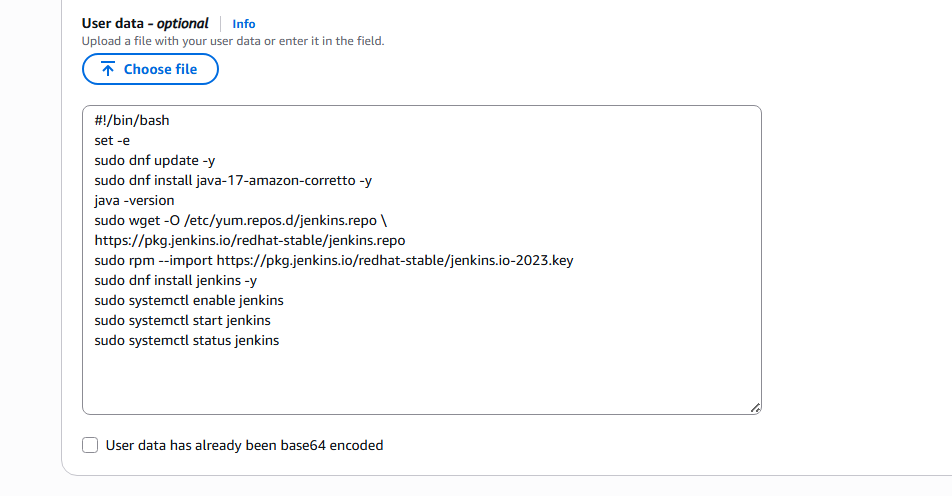 User data - optional Info
Upload a file with your user data or enter it in the field.
Choose file
#!/bin/bash
set -e
sudo dnf update -y
sudo dnf install java-17-amazon-corretto -y
java -version
sudo wget -O /etc/yum.repos.d/jenkins.repo \
https://pkg.jenkins.io/redhat-stable/jenkins.repo
sudo rpm --import https://pkg.jenkins.io/redhat-stable/jenkins.io-2023.key
sudo dnf install jenkins -y
sudo systemctl enable jenkins
sudo systemctl start jenkins
sudo systemctl status jenkins
User data has already been base64 encoded